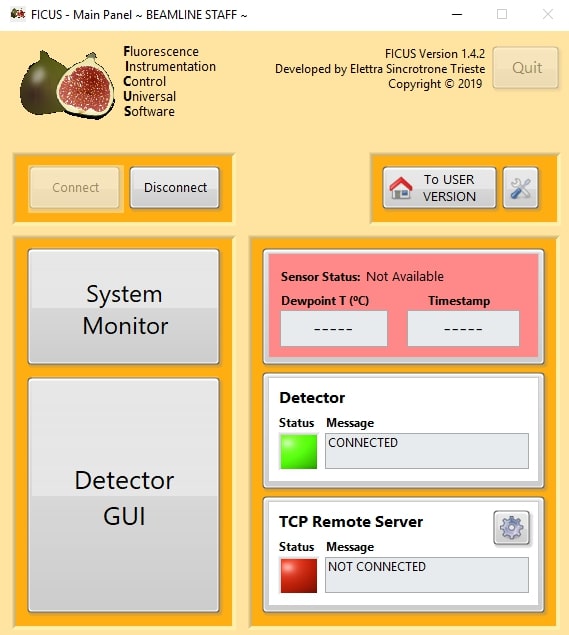 FICUS - Main Panel ~ BEAMLINE STAFF ~
Fluorescence
Instrumentation
Control
Universal
Software
FICUS Version 1.4.2
Developed by Elettra Sincrotrone Trieste
Copyright © 2019
Quit
Connect
Disconnect
To USER
VERSION
System
Monitor
Detector
GUI
Sensor Status: Not Available
Dewpoint T (ºC)
Timestamp
-----
-----
Detector
Status Message
CONNECTED
TCP Remote Server
Status Message
NOT CONNECTED